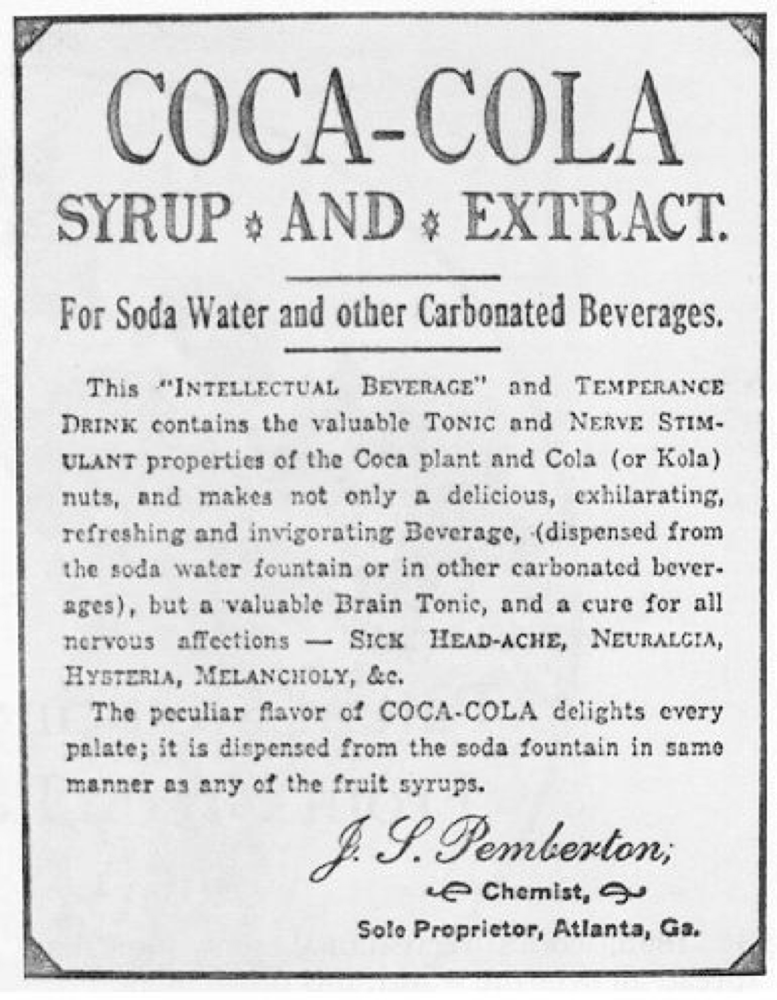 COCA-COLA
SYRUP * AND * EXTRACT.
For Soda Water and other Carbonated Beverages.
This "INTELLECTUAL BEVERAGE" and TEMPERANCE
DRINK contains the valuable TONIC and NERVE STIM-
ULANT properties of the Coca plant and Cola (or Kola)
nuts, and makes not only a delicious, exhilarating,
refreshing and invigorating Beverage, (dispensed from
the soda water fountain or in other carbonated bever-
ages), but a valuable Brain Tonic, and a cure for all
nervous affections — SICK HEAD-ACHE, NEURALGIA,
HYSTERIA, MELANCHOLY, &c.
The peculiar flavor of COCA-COLA delights every
palate; it is dispensed from the soda fountain in same
manner as any of the fruit syrups.
J. S. Pemberton;
Chemist,
Sole Proprietor, Atlanta, Ga.